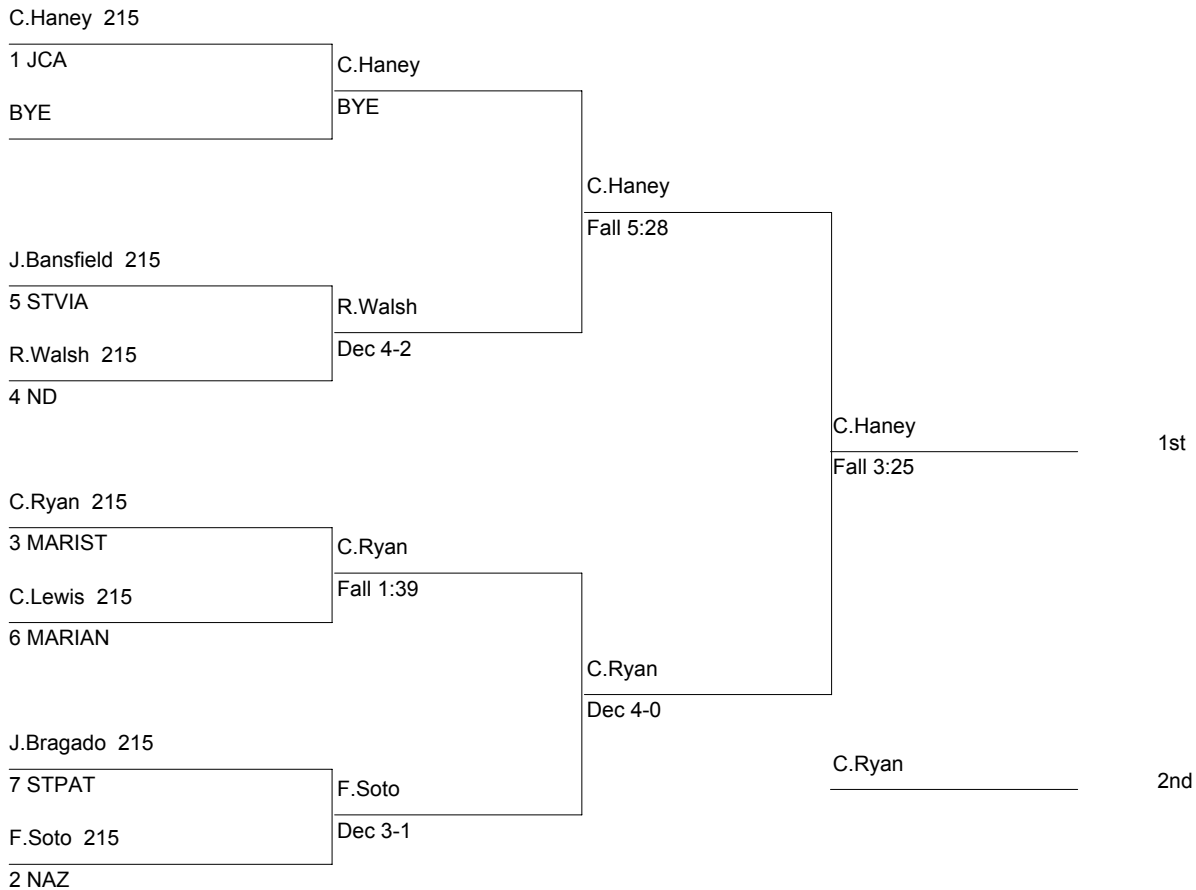 C.Haney 215
1 JCA
BYE
C.Haney
BYE
J.Bansfield 215
5 STVIA
R.Walsh 215
4 ND
R.Walsh
Dec 4-2
C.Haney
Fall 5:28
C.Ryan 215
3 MARIST
C.Lewis 215
6 MARIAN
C.Ryan
Fall 1:39
J.Bragado 215
7 STPAT
F.Soto 215
2 NAZ
F.Soto
Dec 3-1
C.Ryan
Dec 4-0
C.Haney
Fall 3:25
1st
C.Ryan
2nd